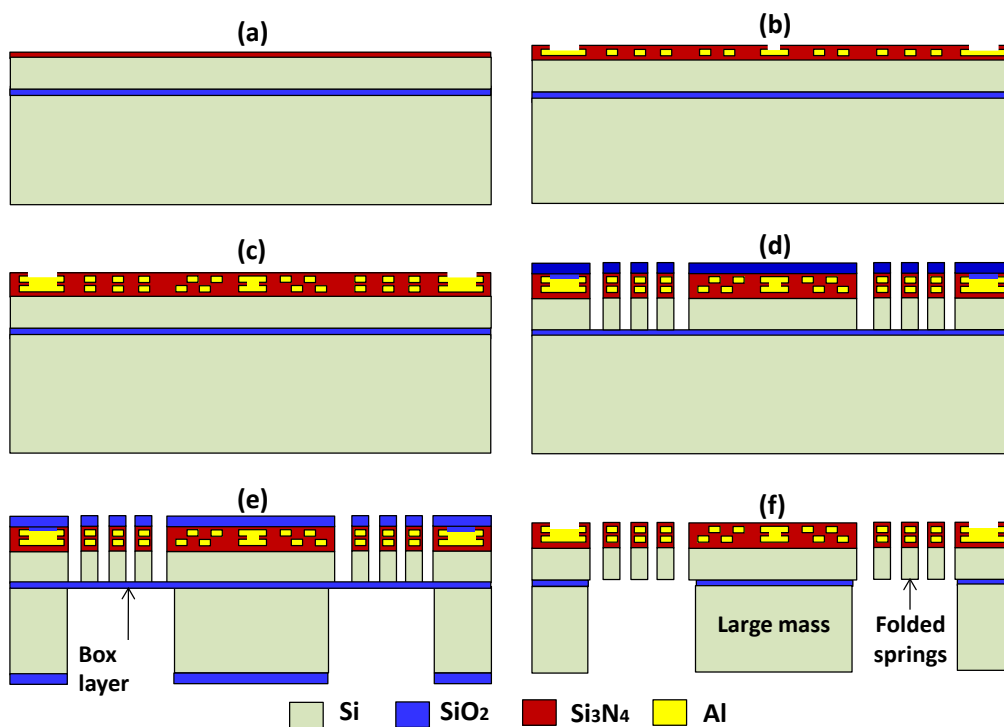 (a)
(b)
(c)
(d)
(e)
(f)
Box
layer
Large mass
Folded
springs
Si
SiO2
Si3N4
Al